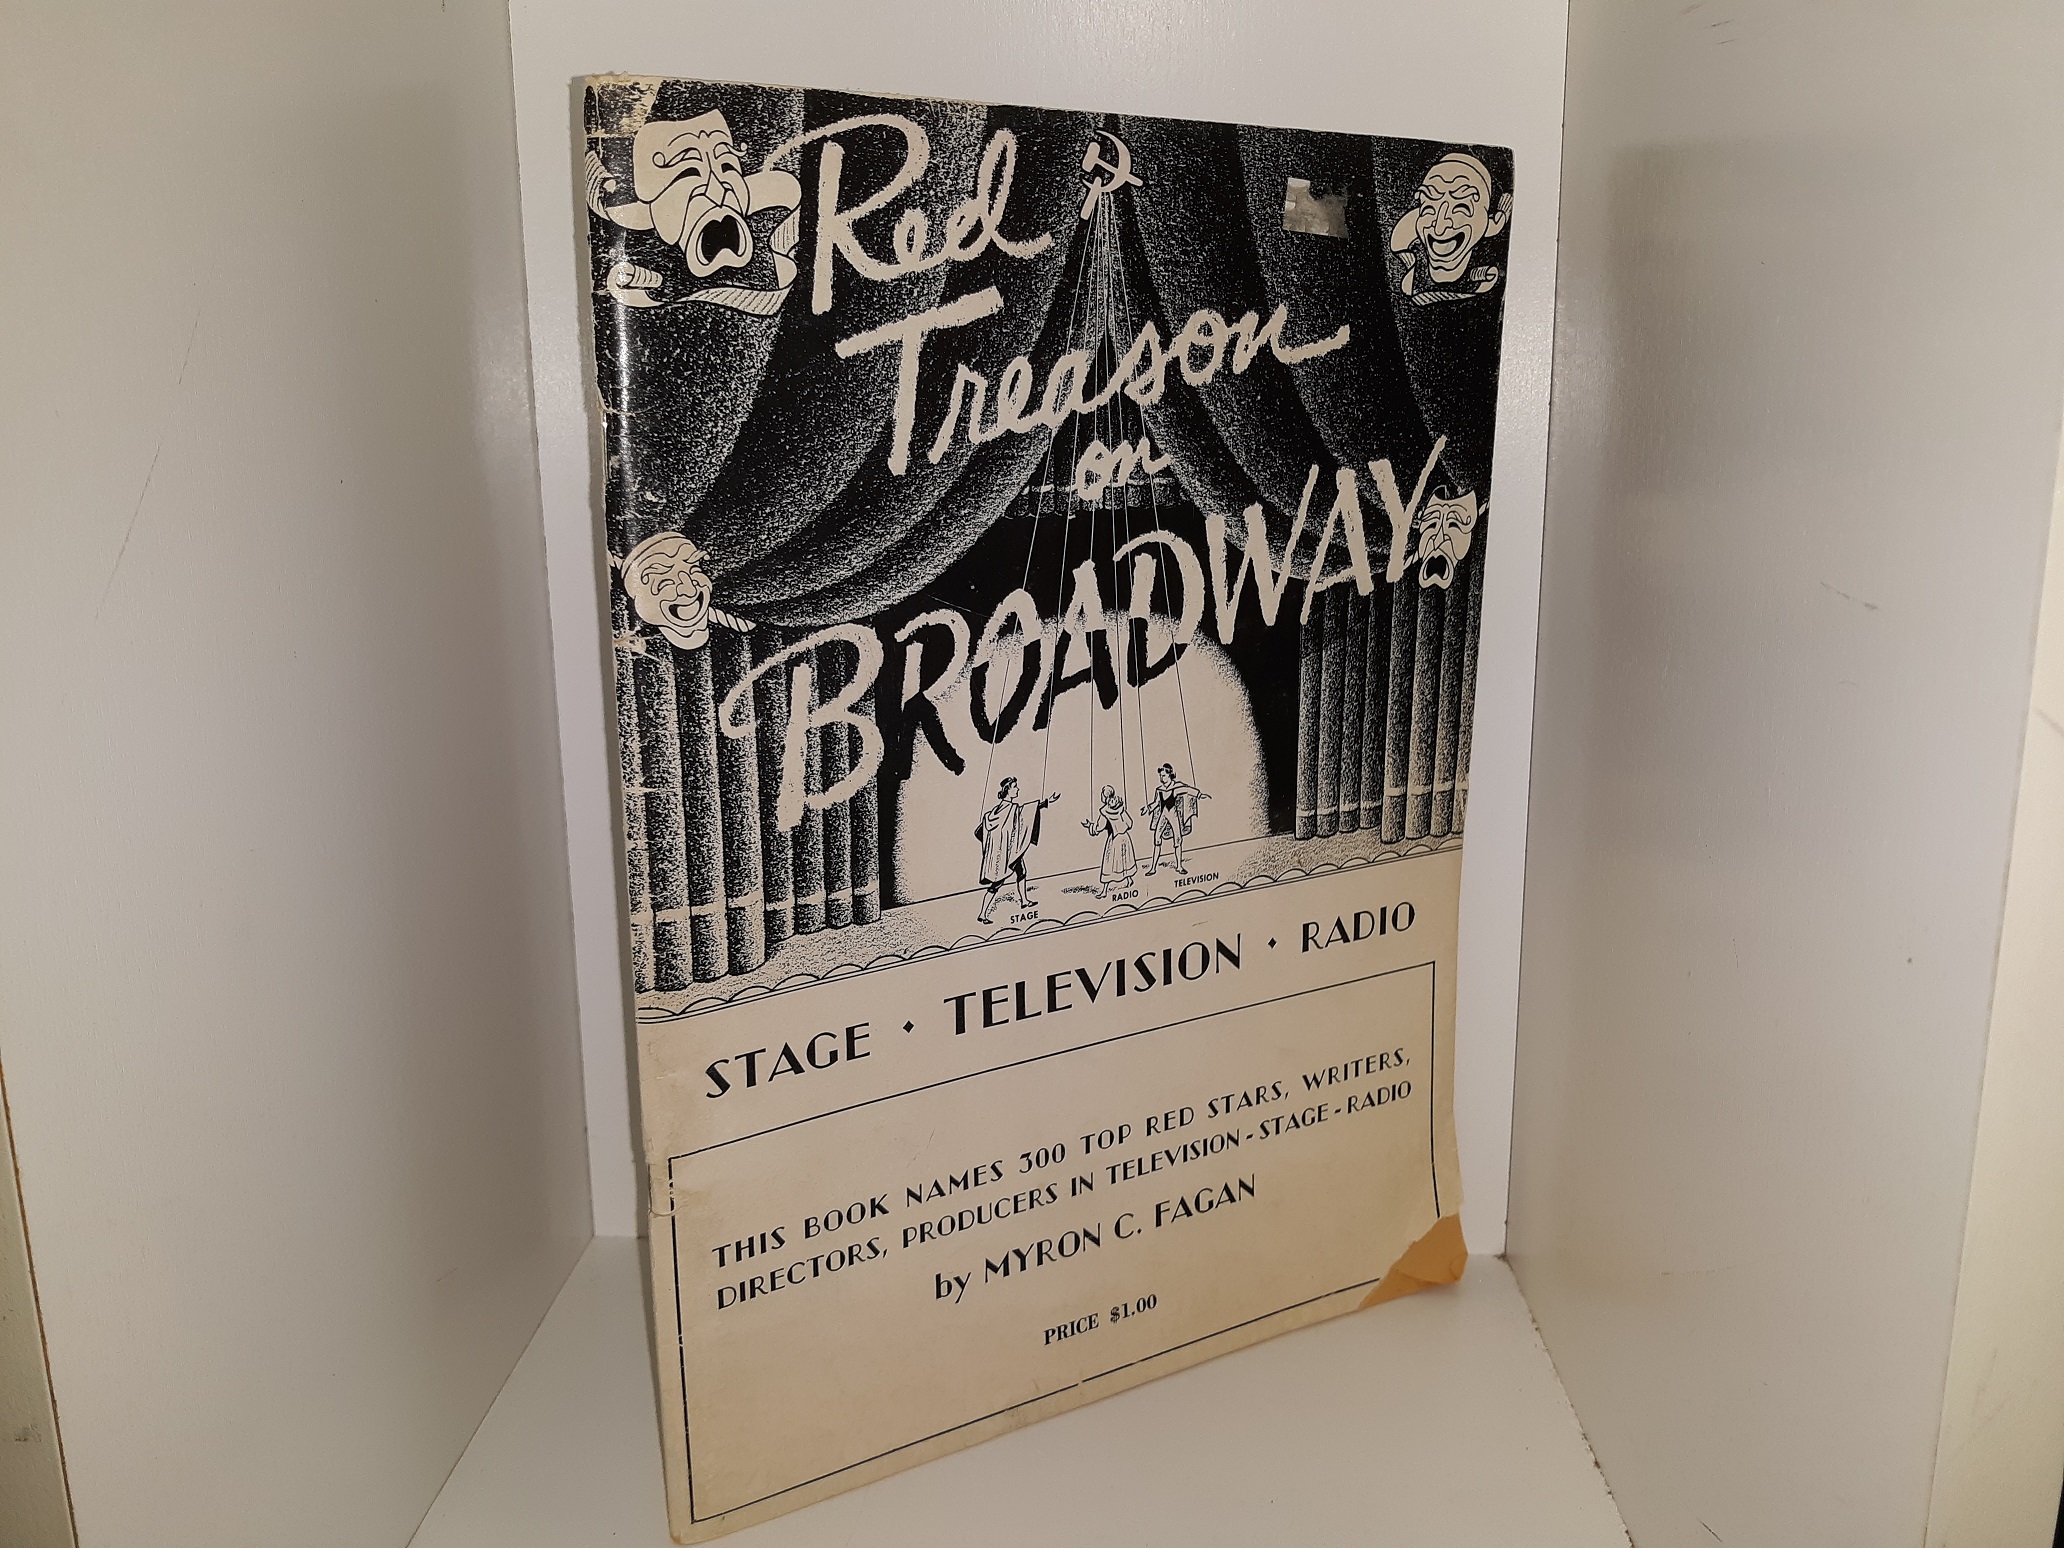 Red
Treason
on
BROADWAY
STAGE
RADIO
TELEVISION
STAGE • TELEVISION • RADIO
THIS BOOK NAMES 300 TOP RED STARS, WRITERS,
DIRECTORS, PRODUCERS IN TELEVISION - STAGE - RADIO
by MYRON C. FAGAN
PRICE $1.00